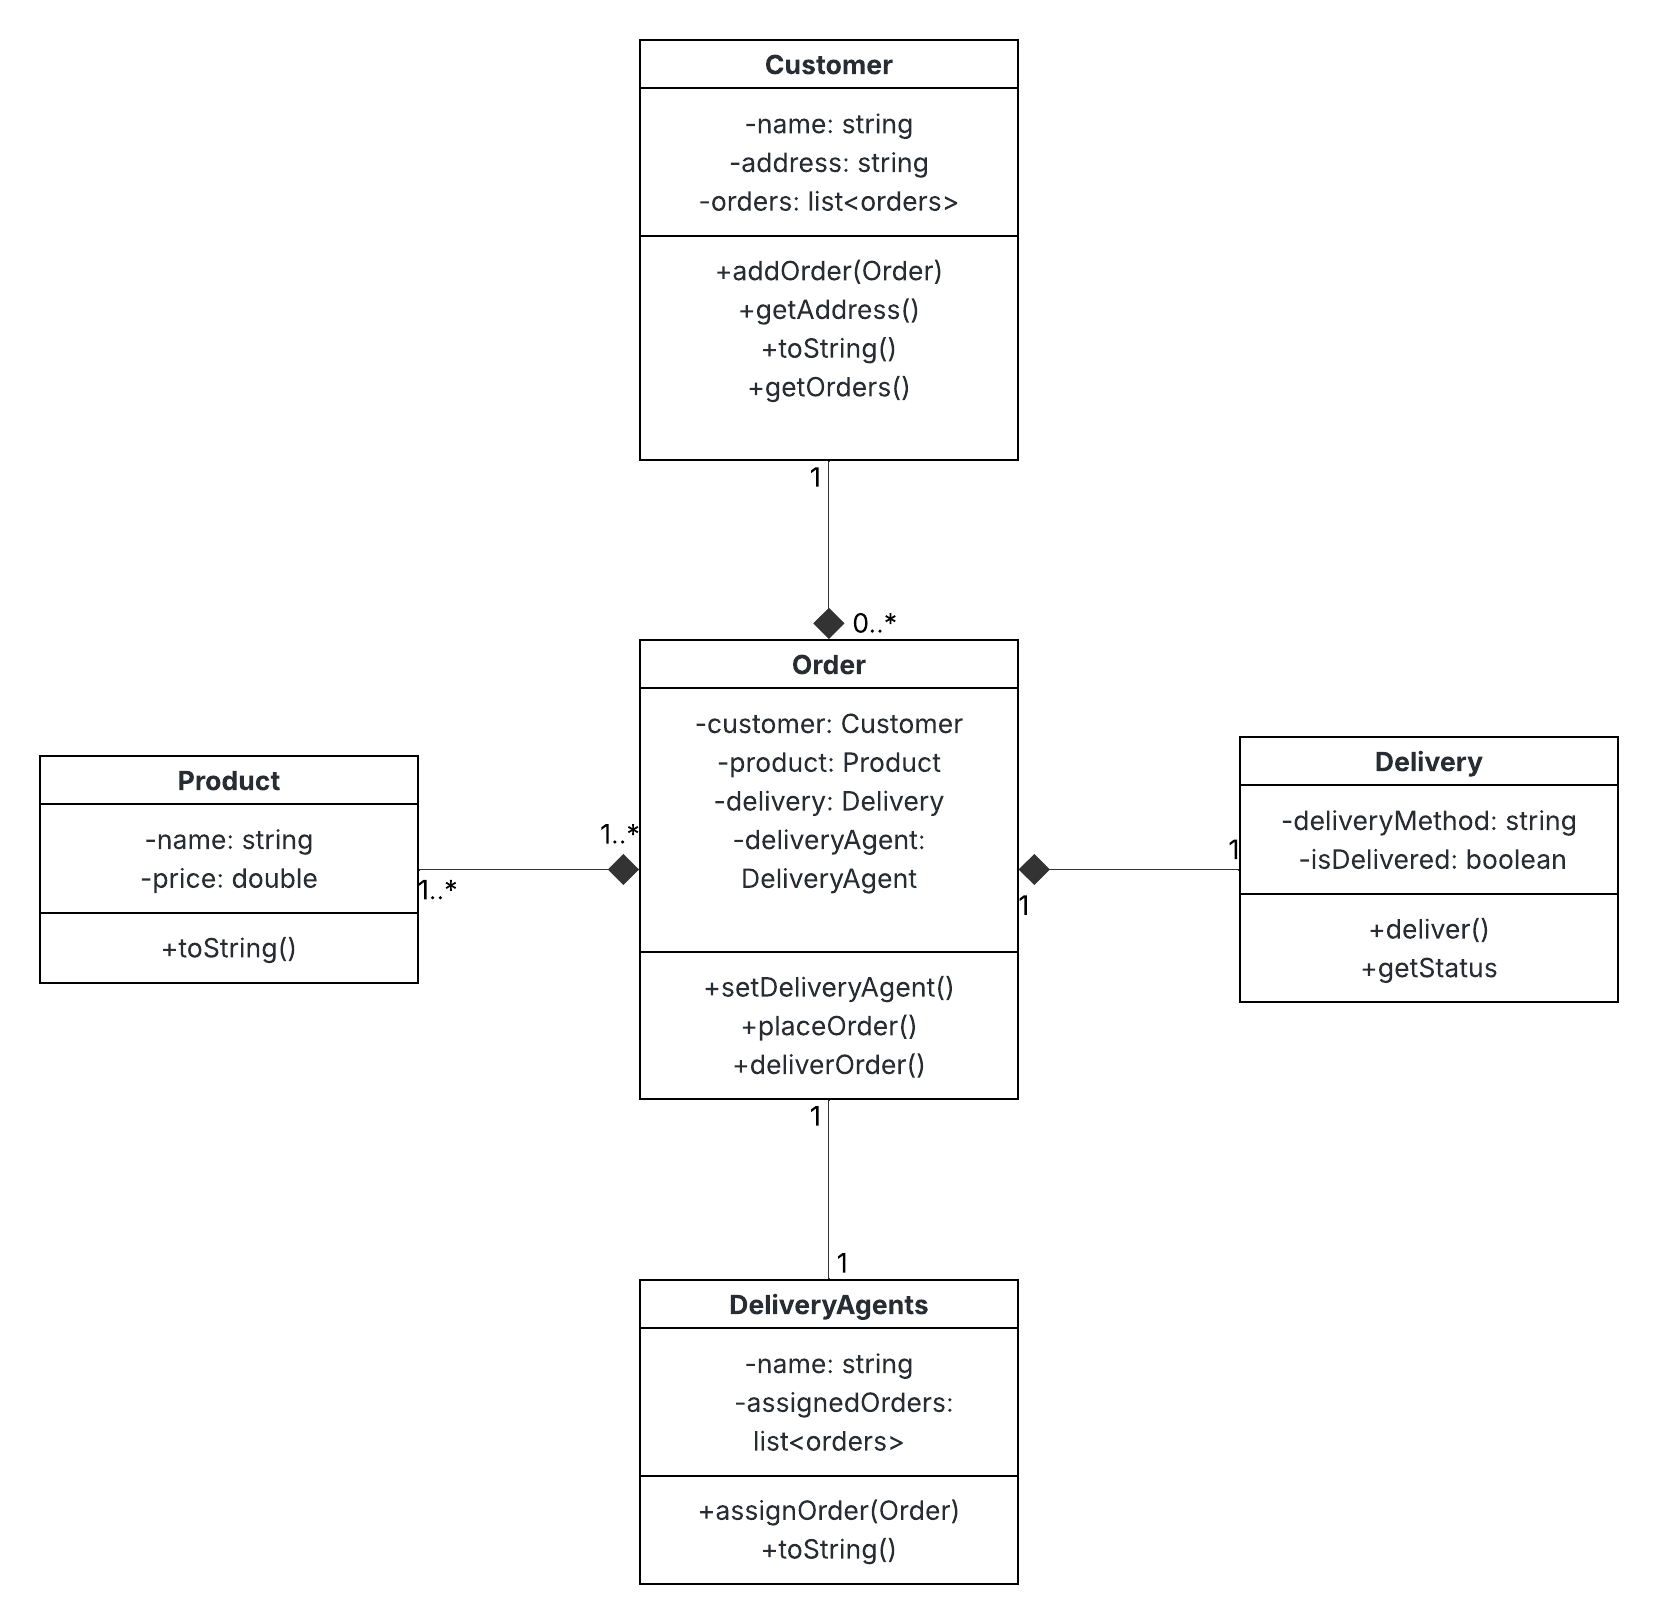 Customer
-name: string
-address: string
-orders: list<orders>
+addOrder(Order)
+getAddress()
+toString()
+getOrders()
1
0..*
Order
-customer: Customer
-product: Product
-delivery: Delivery
-deliveryAgent:
DeliveryAgent
+setDeliveryAgent()
+placeOrder()
+deliverOrder()
Product
-name: string
-price: double
+toString()
1..*
1..*
Delivery
-deliveryMethod: string
-isDelivered: boolean
+deliver()
+getStatus
1
1
1
1
DeliveryAgents
-name: string
-assignedOrders:
list<orders>
+assignOrder(Order)
+toString()